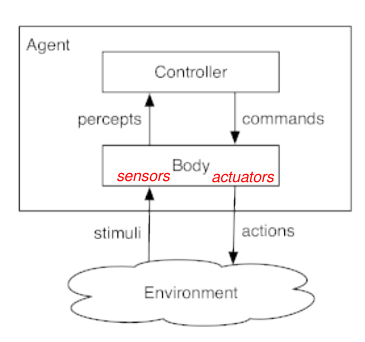 Agent
Controller
percepts
commands
Body
sensors
actuators
stimuli
actions
Environment